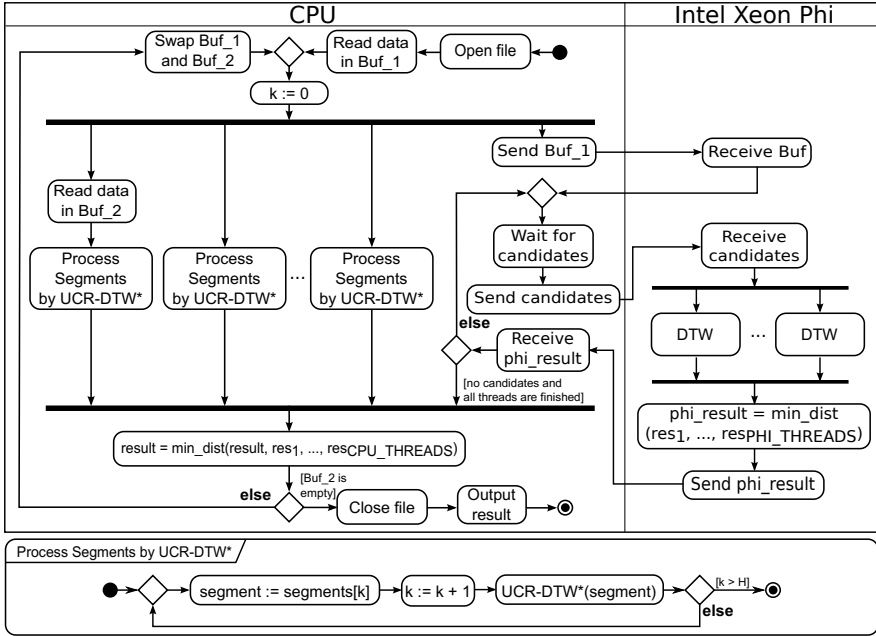 CPU
Intel Xeon Phi
Swap Buf_1
and Buf_2
Read data
in Buf_1
Open file
k := 0
Send Buf_1
Receive Buf
Read data
in Buf_2
Wait for
candidates
Receive
candidates
Process
Segments
by UCR-DTW*
Process
Segments
by UCR-DTW*
...
Process
Segments
by UCR-DTW*
Send candidates
else
DTW
...
DTW
Receive
phi_result
[no candidates and
all threads are finished]
phi_result = min_dist
(res1, ..., resPHI_THREADS)
result = min_dist(result, res1, ..., resCPU_THREADS)
Send phi_result
[Buf_2 is
empty]
else
Close file
Output
result
Process Segments by UCR-DTW*
segment := segments[k]
k := k + 1
UCR-DTW*(segment)
[k > H]
else